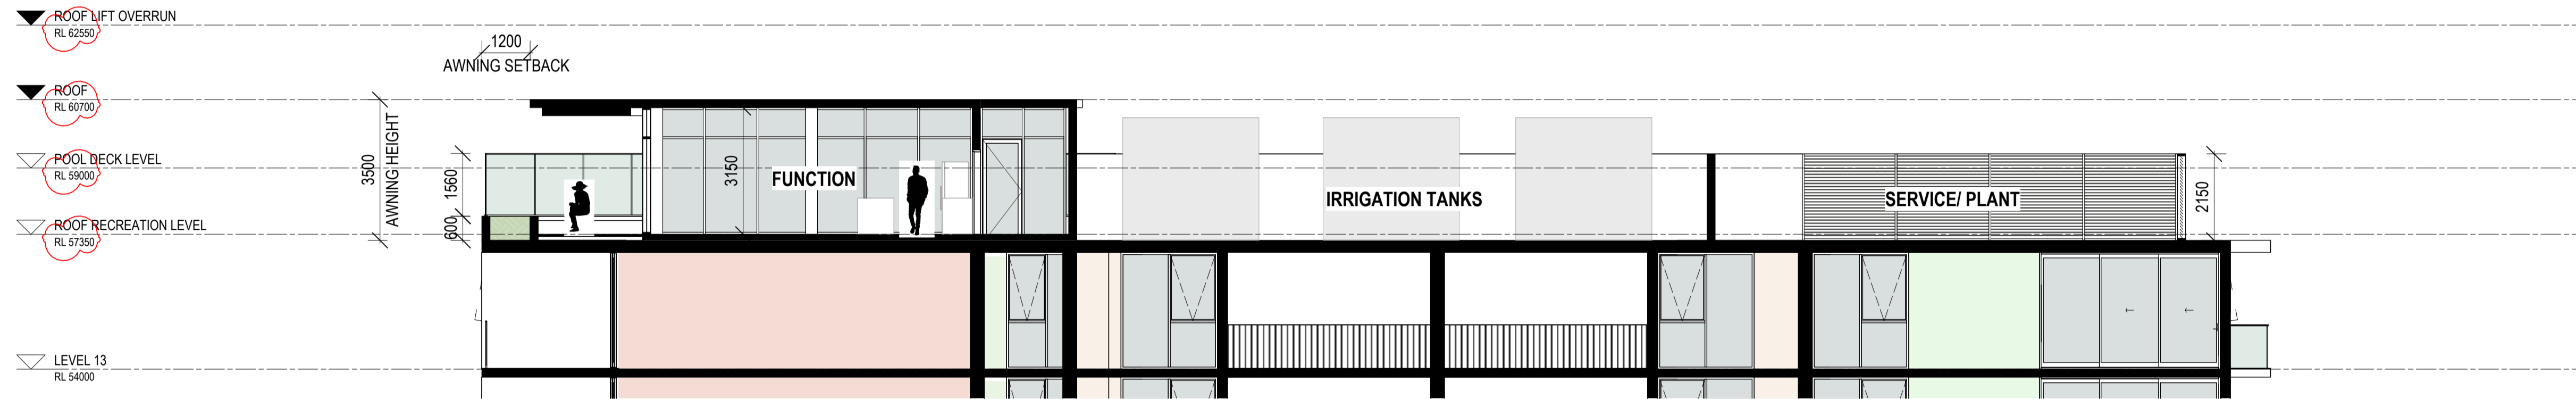 ROOF LIFT OVERRUN
RL 62550
1200
AWNING SETBACK
ROOF
RL 60700
POOL DECK LEVEL
RL 59000
ROOF RECREATION LEVEL
RL 57350
3500
AWNING HEIGHT
1560
600
3150
FUNCTION
IRRIGATION TANKS
SERVICE/ PLANT
2150
LEVEL 13
RL 54000